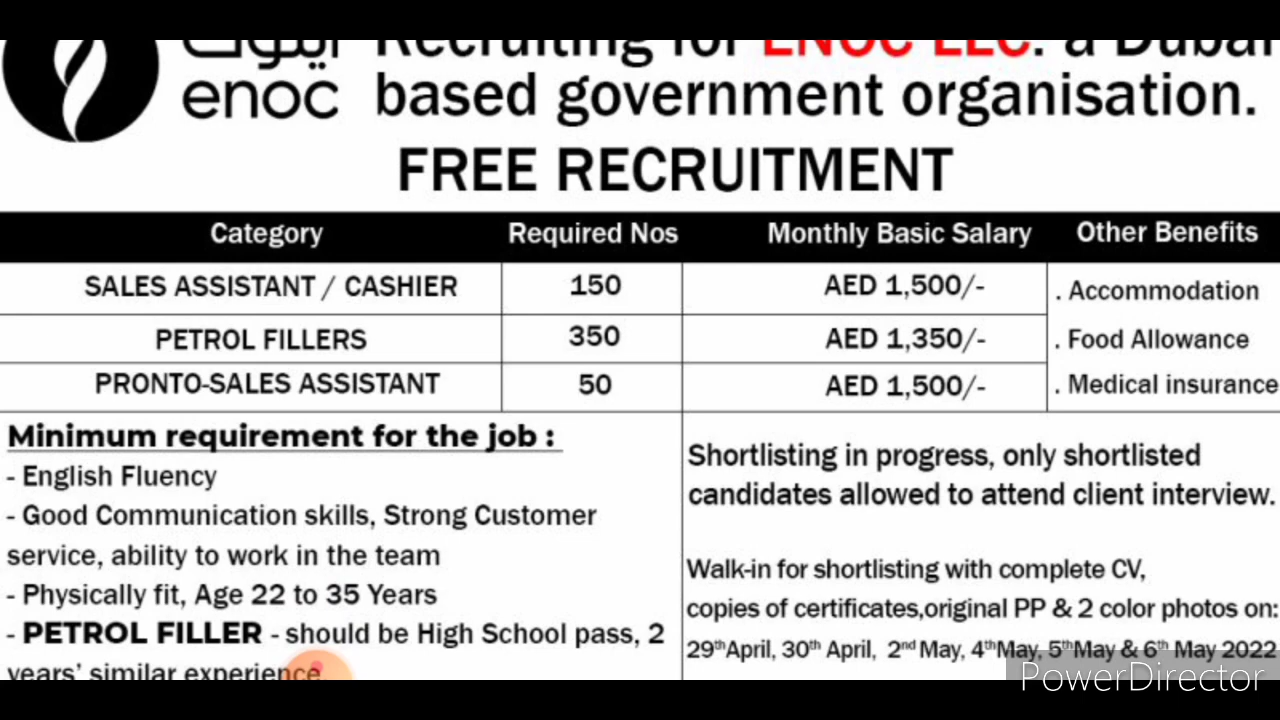 اينوك
enoc
Recruiting for ENOC LLC. a Dubai
based government organisation.
FREE RECRUITMENT
Category Required Nos Monthly Basic Salary Other Benefits
SALES ASSISTANT / CASHIER 150 AED 1,500/- . Accommodation
PETROL FILLERS 350 AED 1,350/- . Food Allowance
PRONTO-SALES ASSISTANT 50 AED 1,500/- . Medical insurance
Minimum requirement for the job :
- English Fluency
- Good Communication skills, Strong Customer
service, ability to work in the team
- Physically fit, Age 22 to 35 Years
- PETROL FILLER - should be High School pass, 2
years' similar experience
Shortlisting in progress, only shortlisted
candidates allowed to attend client interview.
Walk-in for shortlisting with complete CV,
copies of certificates,original PP & 2 color photos on:
29th April, 30th April, 2nd May, 4th May, 5th May & 6th May 2022
PowerDirector